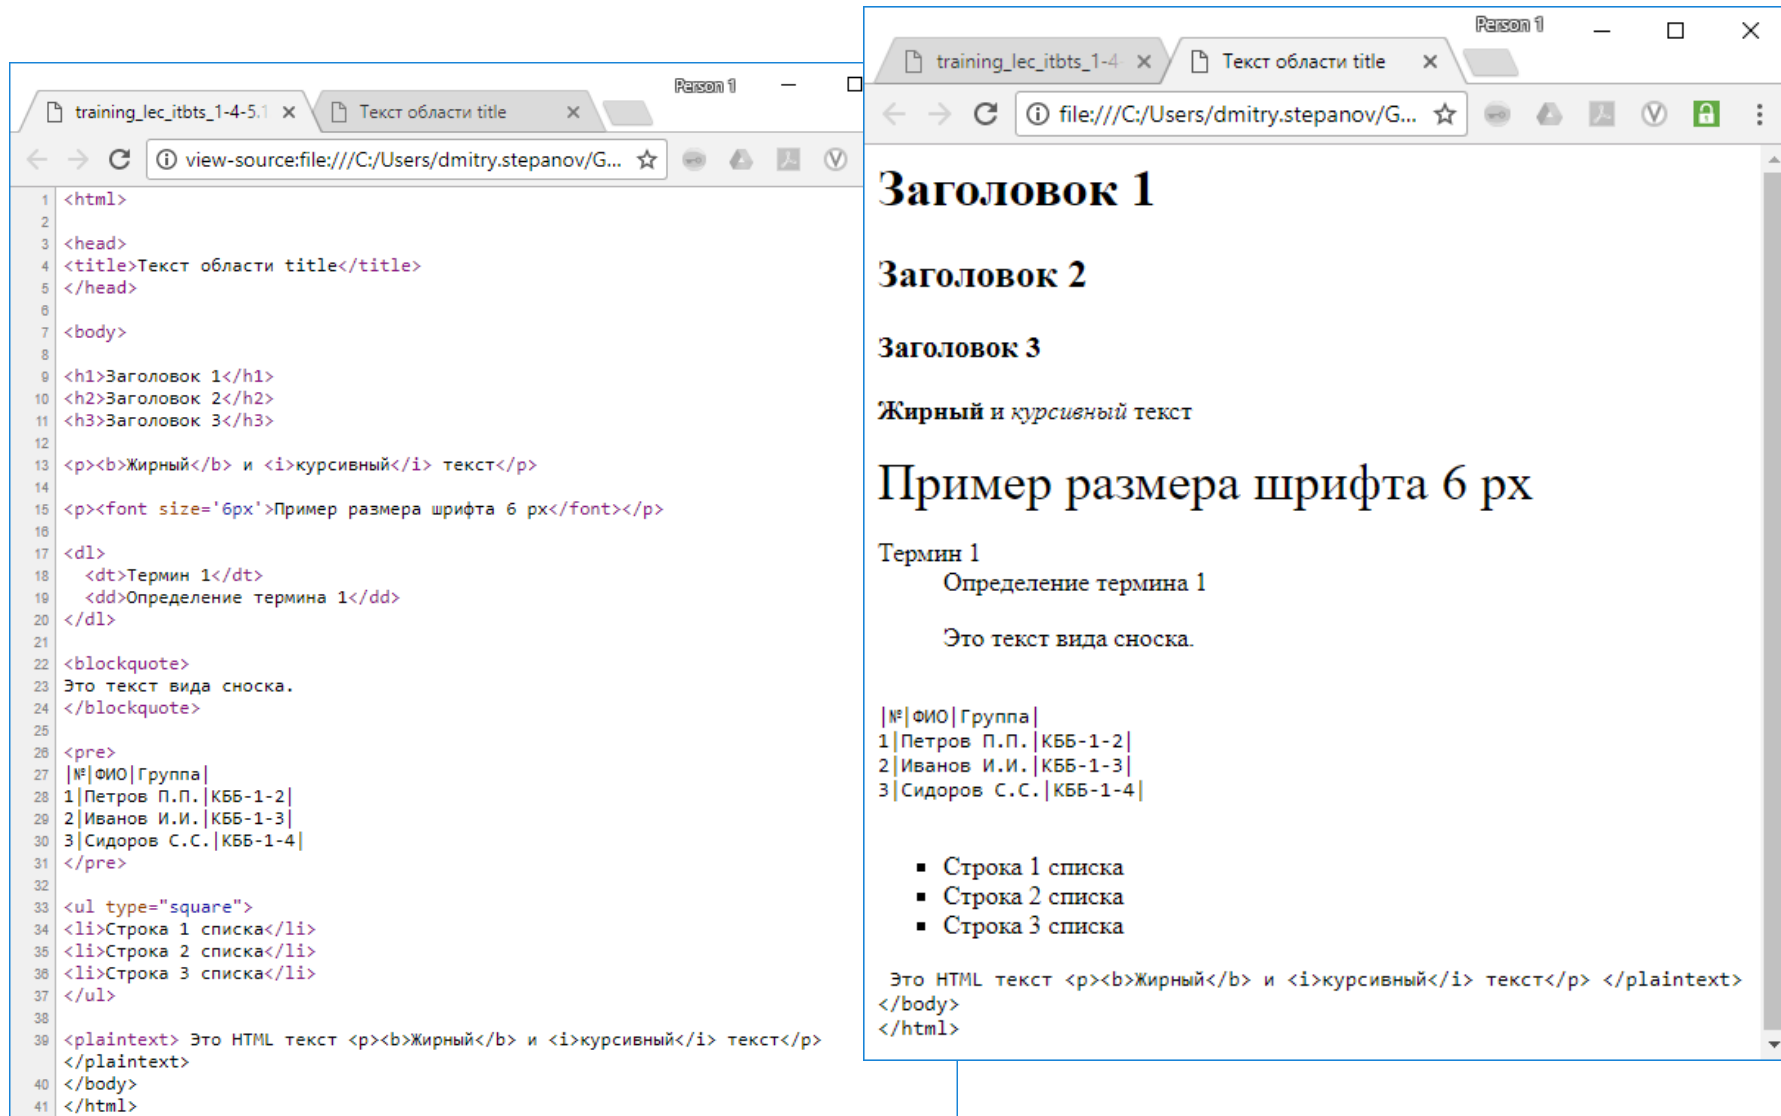 Person 1
training_lec_itbts_1-4-5.1
Текст области title
view-source:file:///C:/Users/dmitry.stepanov/G...
1 <html>
2
3 <head>
4 <title>Текст области title</title>
5 </head>
6
7 <body>
8
9 <h1>Заголовок 1</h1>
10 <h2>Заголовок 2</h2>
11 <h3>Заголовок 3</h3>
12
13 <p><b>Жирный</b> и <i>курсивный</i> текст</p>
14
15 <p><font size='6px'>Пример размера шрифта 6 px</font></p>
16
17 <dl>
18 <dt>Термин 1</dt>
19 <dd>Определение термина 1</dd>
20 </dl>
21
22 <blockquote>
23 Это текст вида сноска.
24 </blockquote>
25
26 <pre>
27 |№|ФИО|Группа|
28 1|Петров П.П.|КББ-1-2|
29 2|Иванов И.И.|КББ-1-3|
30 3|Сидоров С.С.|КББ-1-4|
31 </pre>
32
33 <ul type="square">
34 <li>Строка 1 списка</li>
35 <li>Строка 2 списка</li>
36 <li>Строка 3 списка</li>
37 </ul>
38
39 <plaintext> Это HTML текст <p><b>Жирный</b> и <i>курсивный</i> текст</p>
</plaintext>
40 </body>
41 </html>
Person 1
training_lec_itbts_1-4-
Текст области title
file:///C:/Users/dmitry.stepanov/G...
Заголовок 1
Заголовок 2
Заголовок 3
Жирный и курсивный текст
Пример размера шрифта 6 px
Термин 1
Определение термина 1
Это текст вида сноска.
|№|ФИО|Группа|
1|Петров П.П.|КББ-1-2|
2|Иванов И.И.|КББ-1-3|
3|Сидоров С.С.|КББ-1-4|
Строка 1 списка
Строка 2 списка
Строка 3 списка
Это HTML текст <p><b>Жирный</b> и <i>курсивный</i> текст</p> </plaintext>
</body>
</html>